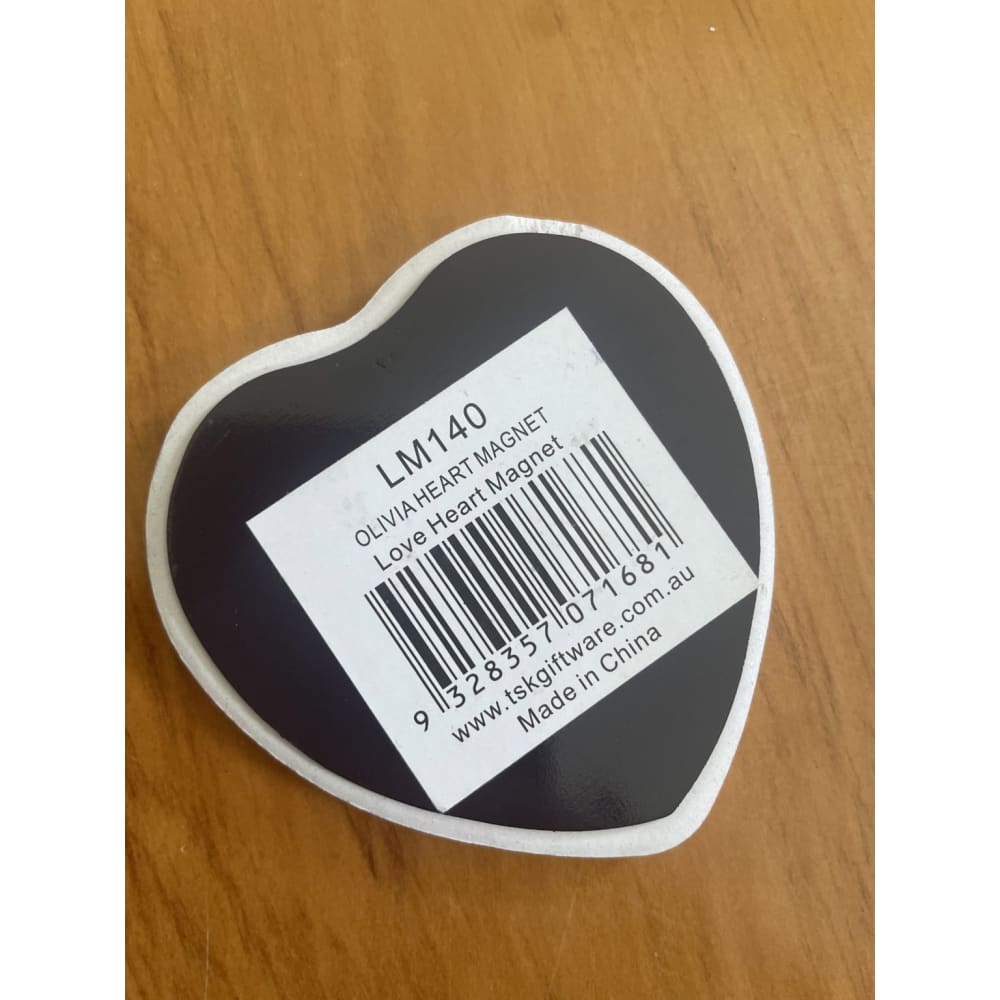 LM140
OLIVIA HEART MAGNET
Love Heart Magnet
9 328357 071681
www.tskgiftware.com.au
Made in China